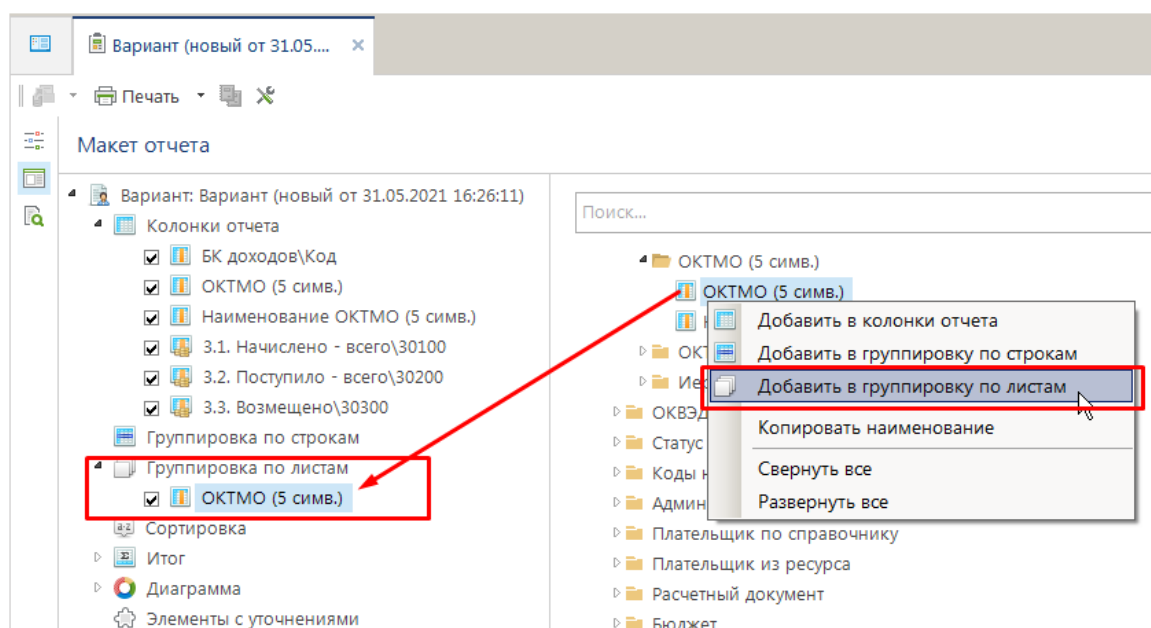 Вариант (новый от 31.05....
Печать
Макет отчета
Вариант: Вариант (новый от 31.05.2021 16:26:11)
Колонки отчета
БК доходов\Код
ОКТМО (5 симв.)
Наименование ОКТМО (5 симв.)
3.1. Начислено - всего\30100
3.2. Поступило - всего\30200
3.3. Возмещено\30300
Группировка по строкам
Группировка по листам
ОКТМО (5 симв.)
Сортировка
Итог
Диаграмма
Элементы с уточнениями
Поиск...
ОКТМО (5 симв.)
ОКТМО (5 симв.)
ОКВЭД
Статус
Коды
Админ
Плательщик по справочнику
Плательщик из ресурса
Расчетный документ
Бюджет
Добавить в колонки отчета
Добавить в группировку по строкам
Добавить в группировку по листам
Копировать наименование
Свернуть все
Развернуть все